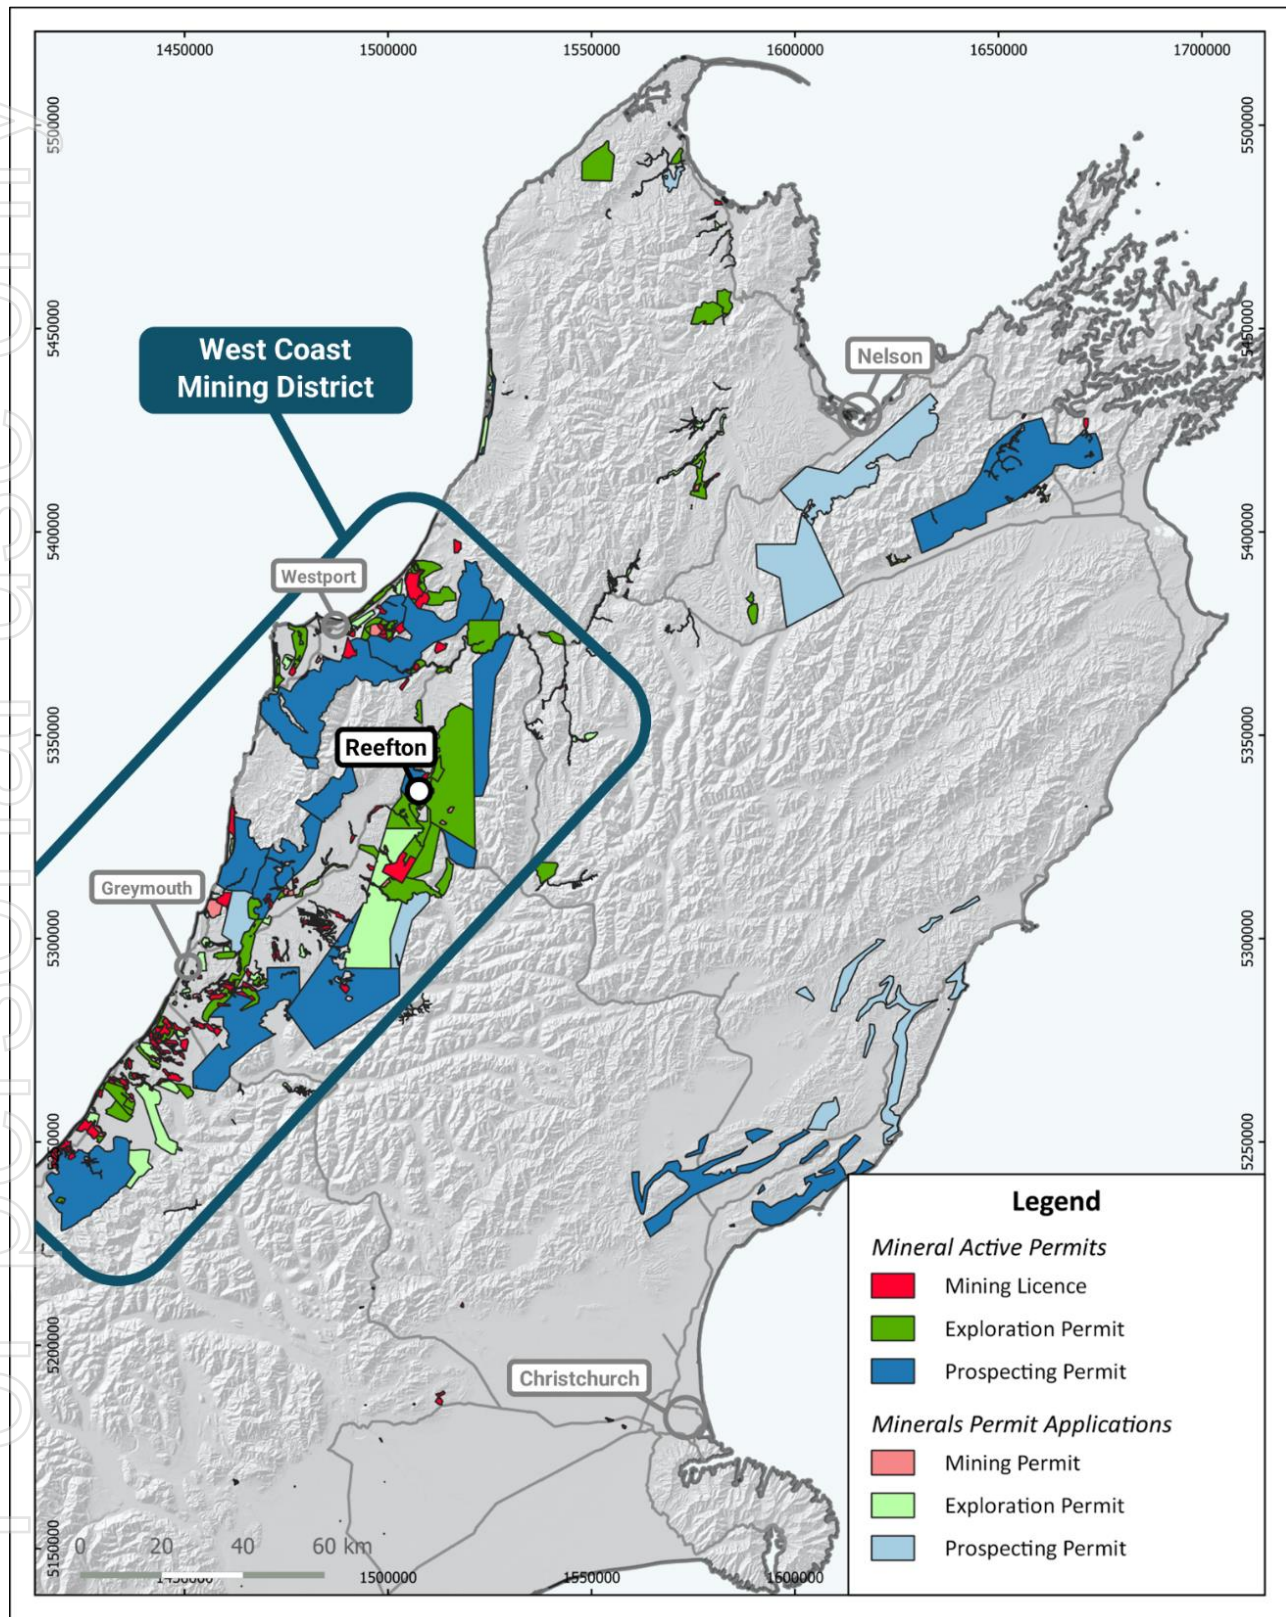 1450000 1500000 1550000 1600000 1650000 1700000
5500000
5450000
5400000
5350000
5300000
5250000
5200000
5150000
5500000
5450000
5400000
5350000
5300000
5250000
West Coast
Mining District
Nelson
Westport
Reefton
Greymouth
Christchurch
Legend
Mineral Active Permits
Mining Licence
Exploration Permit
Prospecting Permit
Minerals Permit Applications
Mining Permit
Exploration Permit
Prospecting Permit
0 20 40 60 km
1450000 1500000 1550000 1600000